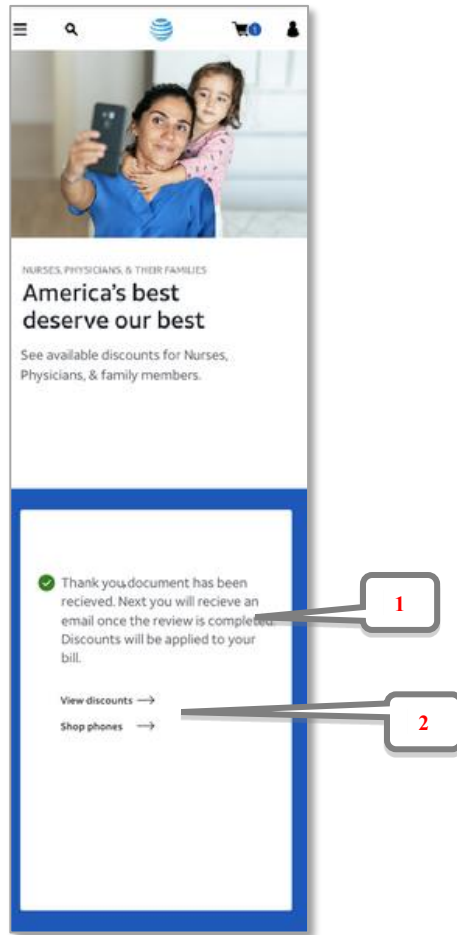 1
NURSES, PHYSICIANS, & THEIR FAMILIES
America's best
deserve our best
See available discounts for Nurses,
Physicians, & family members.
Thank you,document has been
recieved. Next you will recieve an
email once the review is completed.
Discounts will be applied to your
bill.
1
View discounts
Shop phones
2